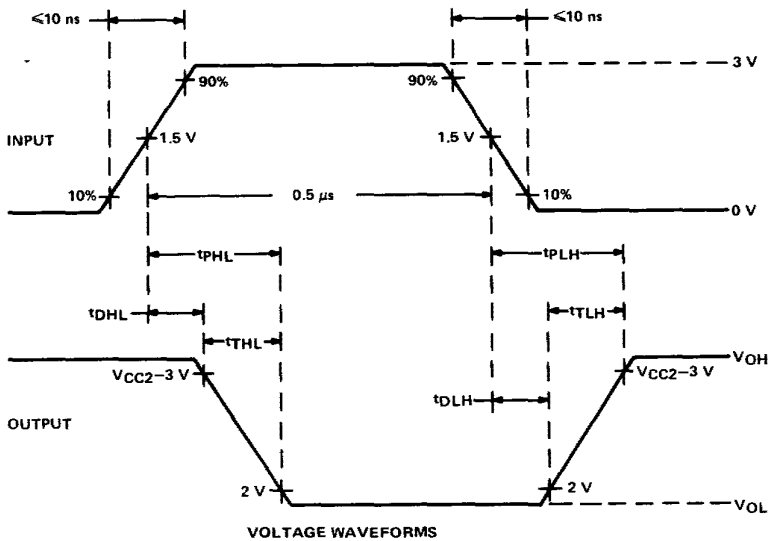 ≤10 ns
≤10 ns
3 V
90%
90%
INPUT
1.5 V
1.5 V
10%
0.5 μs
10%
0 V
tPHL
tPLH
tDHL
tTHL
tTLH
VOH
VCC2–3 V
VCC2–3 V
tDLH
OUTPUT
2 V
2 V
VOL
VOLTAGE WAVEFORMS